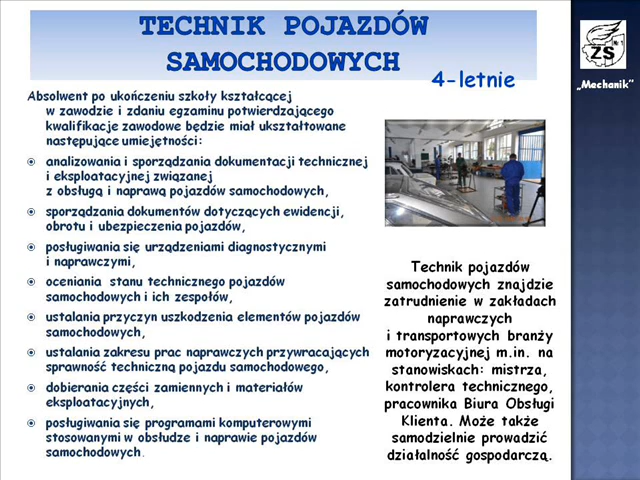 TECHNIK POJAZDÓW
SAMOCHODOWYCH
4-letnie
Absolwent po ukończeniu szkoły kształcącej
w zawodzie i zdaniu egzaminu potwierdzającego
kwalifikacje zawodowe będzie miał ukształtowane
następujące umiejętności:
analizowania i sporządzania dokumentacji technicznej
i eksploatacyjnej związanej
z obsługą i naprawą pojazdów samochodowych,
sporządzania dokumentów dotyczących ewidencji,
obrotu i ubezpieczenia pojazdów,
posługiwania się urządzeniami diagnostycznymi
i naprawczymi,
oceniania stanu technicznego pojazdów
samochodowych i ich zespołów,
ustalania przyczyn uszkodzenia elementów pojazdów
samochodowych,
ustalania zakresu prac naprawczych przywracających
sprawność techniczną pojazdu samochodowego,
dobierania części zamiennych i materiałów
eksploatacyjnych,
posługiwania się programami komputerowymi
stosowanymi w obsłudze i naprawie pojazdów
samochodowych.
Technik pojazdów
samochodowych znajdzie
zatrudnienie w zakładach
naprawczych
i transportowych branży
motoryzacyjnej m.in. na
stanowiskach: mistrza,
kontrolera technicznego,
pracownika Biura Obsługi
Klienta. Może także
samodzielnie prowadzić
działalność gospodarczą.
ZS
„Mechanik”